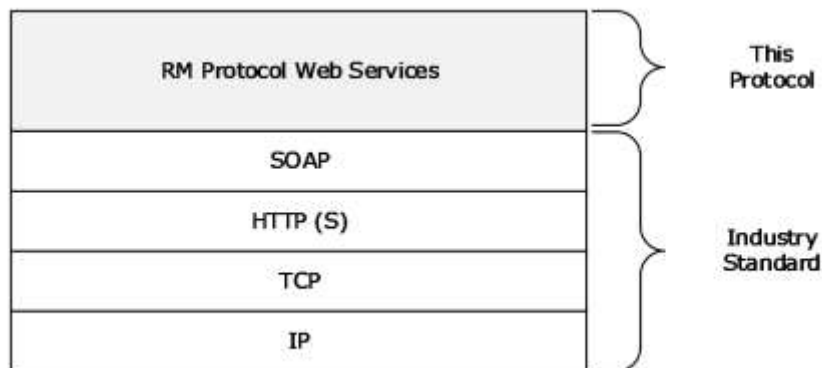 RM Protocol Web Services
This
Protocol
SOAP
HTTP (S)
TCP
IP
Industry
Standard